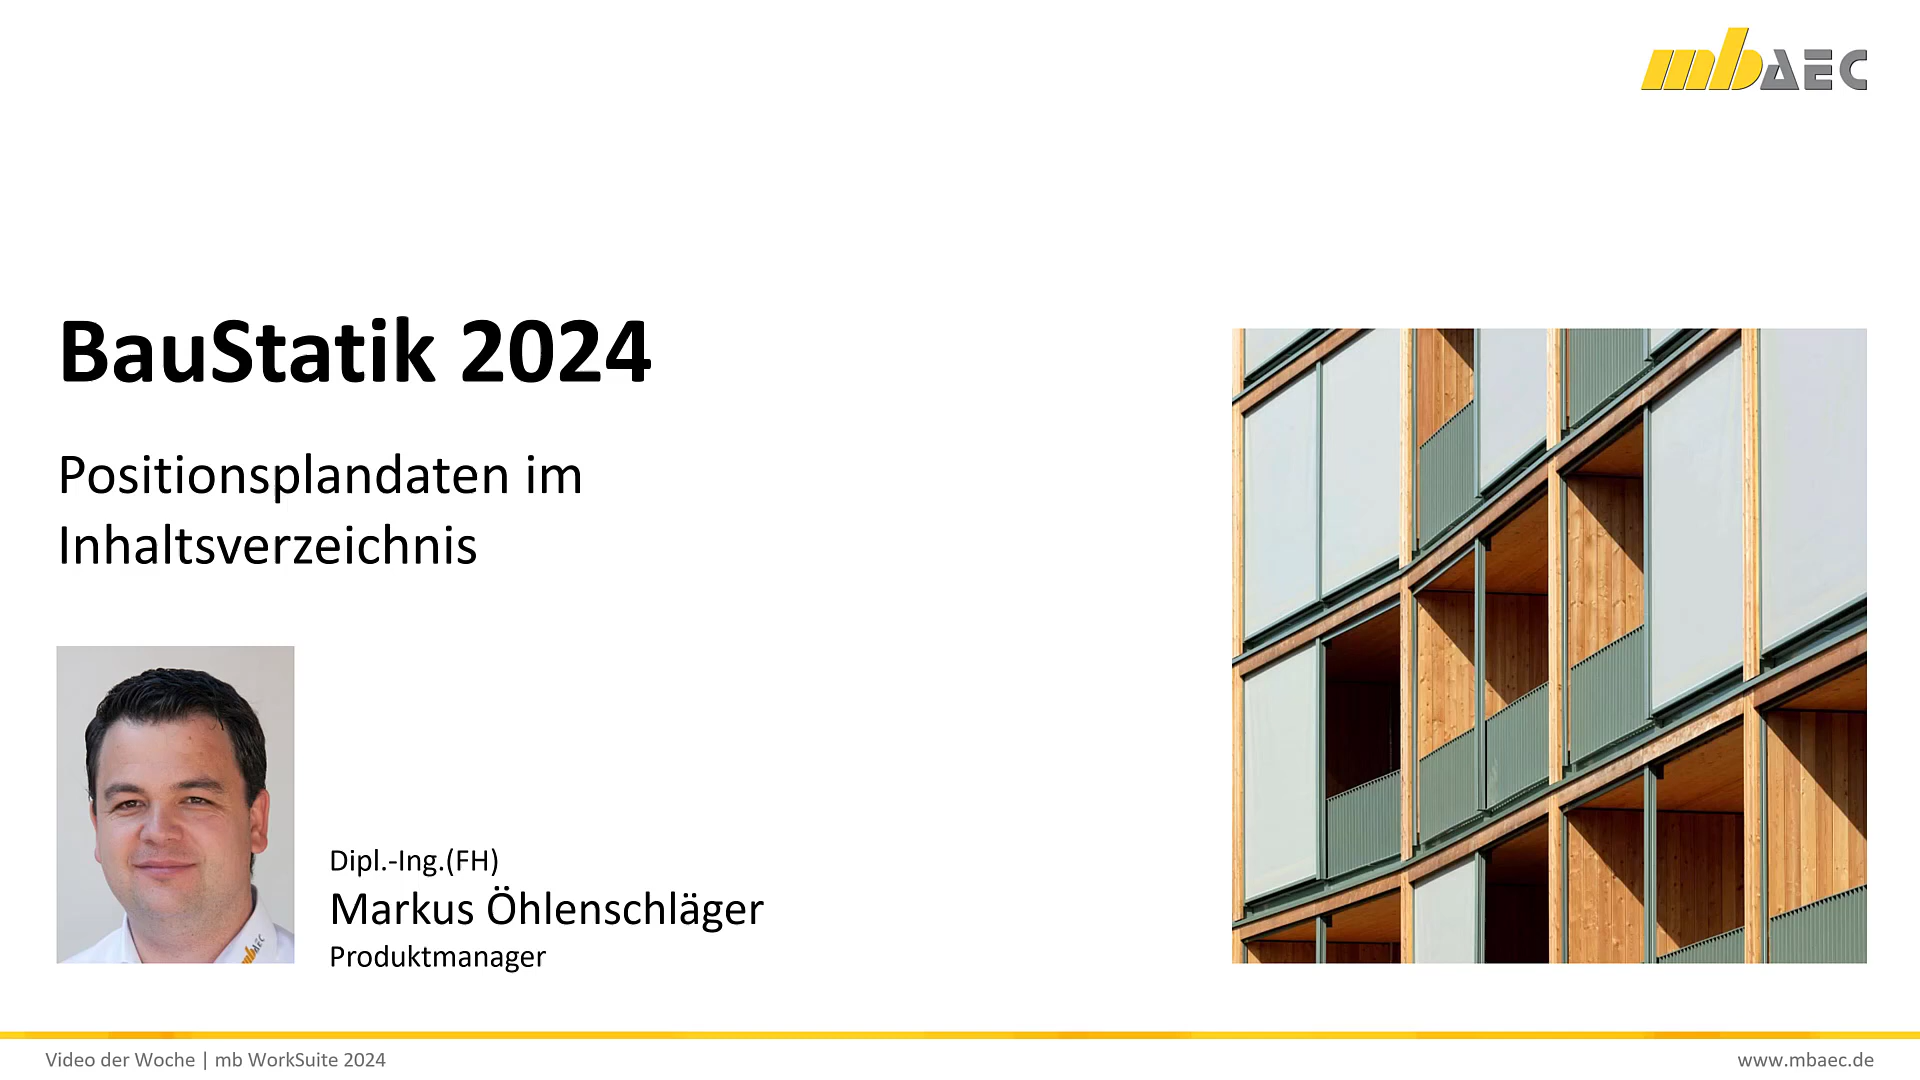 mbAEC
BauStatik 2024
Positionsplandaten im
Inhaltsverzeichnis
mbAEC
Dipl.-Ing.(FH)
Markus Öhlenschläger
Produktmanager
Video der Woche | mb WorkSuite 2024
www.mbaec.de